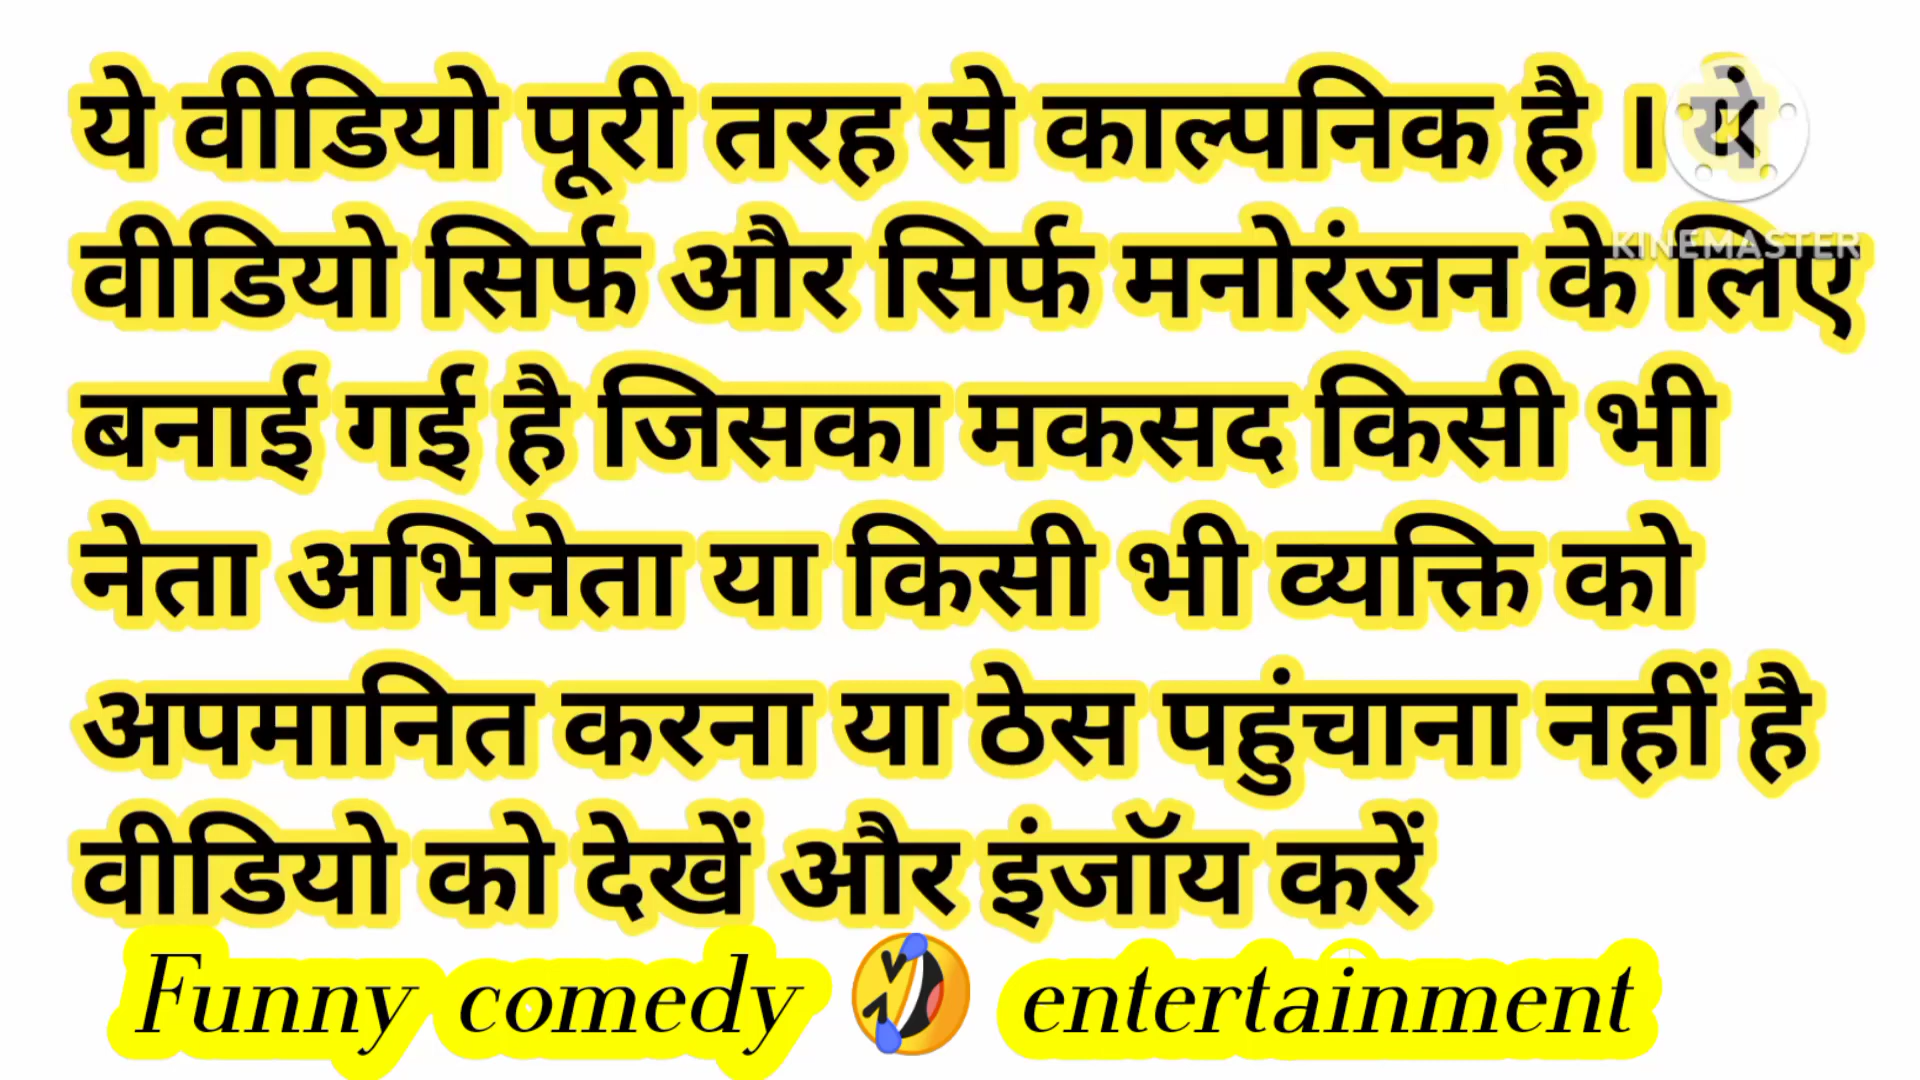 ये वीडियो पूरी तरह से काल्पनिक है । ये
KINEMASTER
वीडियो सिर्फ और सिर्फ मनोरंजन के लिए
बनाई गई है जिसका मकसद किसी भी
नेता अभिनेता या किसी भी व्यक्ति को
अपमानित करना या ठेस पहुंचाना नहीं है
वीडियो को देखें और इंजॉय करें
Funny comedy 🤣 entertainment